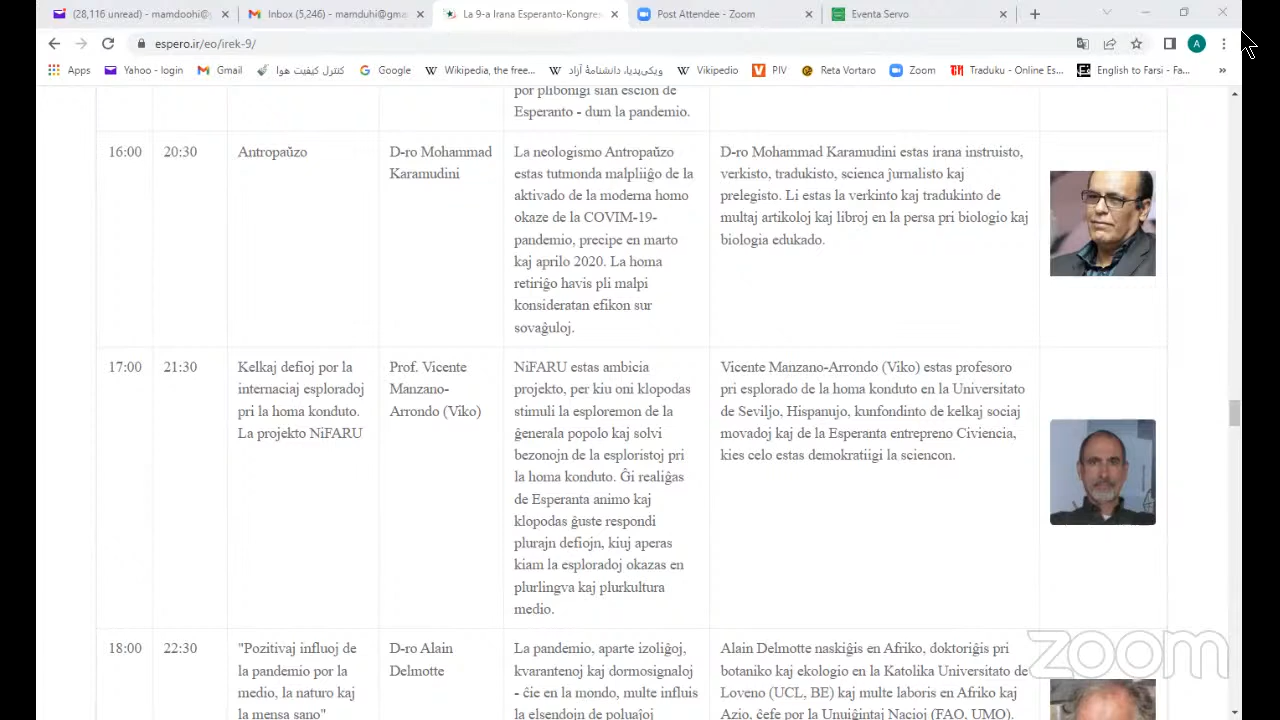 (28,116 unread) - mamdoohi@
Inbox (5,246) - mamduhi@gma
La 9-a Irana Esperanto-Kongres
Post Attendee - Zoom
Eventa Servo
espero.ir/eo/irek-9/
A
Apps
Yahoo - login
Gmail
کنترل کیفیت هوا
Google
Wikipedia, the free...
ویکی‌پدیا، دانشنامهٔ آزاد
Vikipedio
PIV
Reta Vortaro
Zoom
Traduku - Online Es...
English to Farsi - Fa...
por plibonigi sian escion de
Esperanto - dum la pandemio.
16:00
20:30
Antropaŭzo
D-ro Mohammad
Karamudini
La neologismo Antropaŭzo
estas tutmonda malpliiĝo de la
aktivado de la moderna homo
okaze de la COVIM-19-
pandemio, precipe en marto
kaj aprilo 2020. La homa
retiriĝo havis pli malpi
konsideratan efikon sur
sovaĝuloj.
D-ro Mohammad Karamudini estas irana instruisto,
verkisto, tradukisto, scienca ĵurnalisto kaj
prelegisto. Li estas la verkinto kaj tradukinto de
multaj artikoloj kaj libroj en la persa pri biologio kaj
biologia edukado.
17:00
21:30
Kelkaj defioj por la
internaciaj esploradoj
pri la homa konduto.
La projekto NiFARU
Prof. Vicente
Manzano-
Arrondo (Viko)
NiFARU estas ambicia
projekto, per kiu oni klopodas
stimuli la esploremon de la
ĝenerala popolo kaj solvi
bezonojn de la esploristoj pri
la homa konduto. Ĝi realiĝas
de Esperanta animo kaj
klopodas ĝuste respondi
plurajn defiojn, kiuj aperas
kiam la esploradoj okazas en
plurlingva kaj plurkultura
medio.
Vicente Manzano-Arrondo (Viko) estas profesoro
pri esplorado de la homa konduto en la Universitato
de Seviljo, Hispanujo, kunfondinto de kelkaj sociaj
movadoj kaj de la Esperanta entrepreno Civiencia,
kies celo estas demokratiigi la sciencon.
18:00
22:30
"Pozitivaj influoj de
la pandemio por la
medio, la naturo kaj
la mensa sano"
D-ro Alain
Delmotte
La pandemio, aparte izoliĝoj,
kvarantenoj kaj dormosignaloj
- ĉie en la mondo, multe influis
la elsendojn de poluaĵoj
Alain Delmotte naskiĝis en Afriko, doktoriĝis pri
botaniko kaj ekologio en la Katolika Universitato de
Loveno (UCL, BE) kaj multe laboris en Afriko kaj
Azio, ĉefe por la Unuiĝintaj Nacioj (FAO, UMO).
zoom